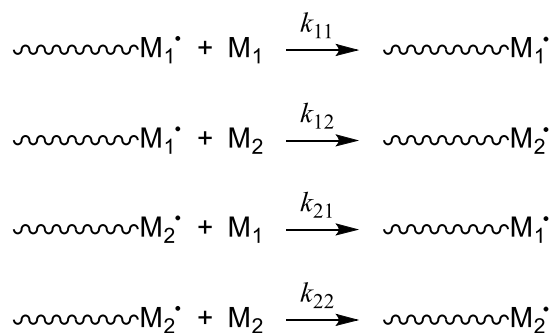 M₁• + M₁ k₁₁ M₁•
M₁• + M₂ k₁₂ M₂•
M₂• + M₁ k₂₁ M₁•
M₂• + M₂ k₂₂ M₂•